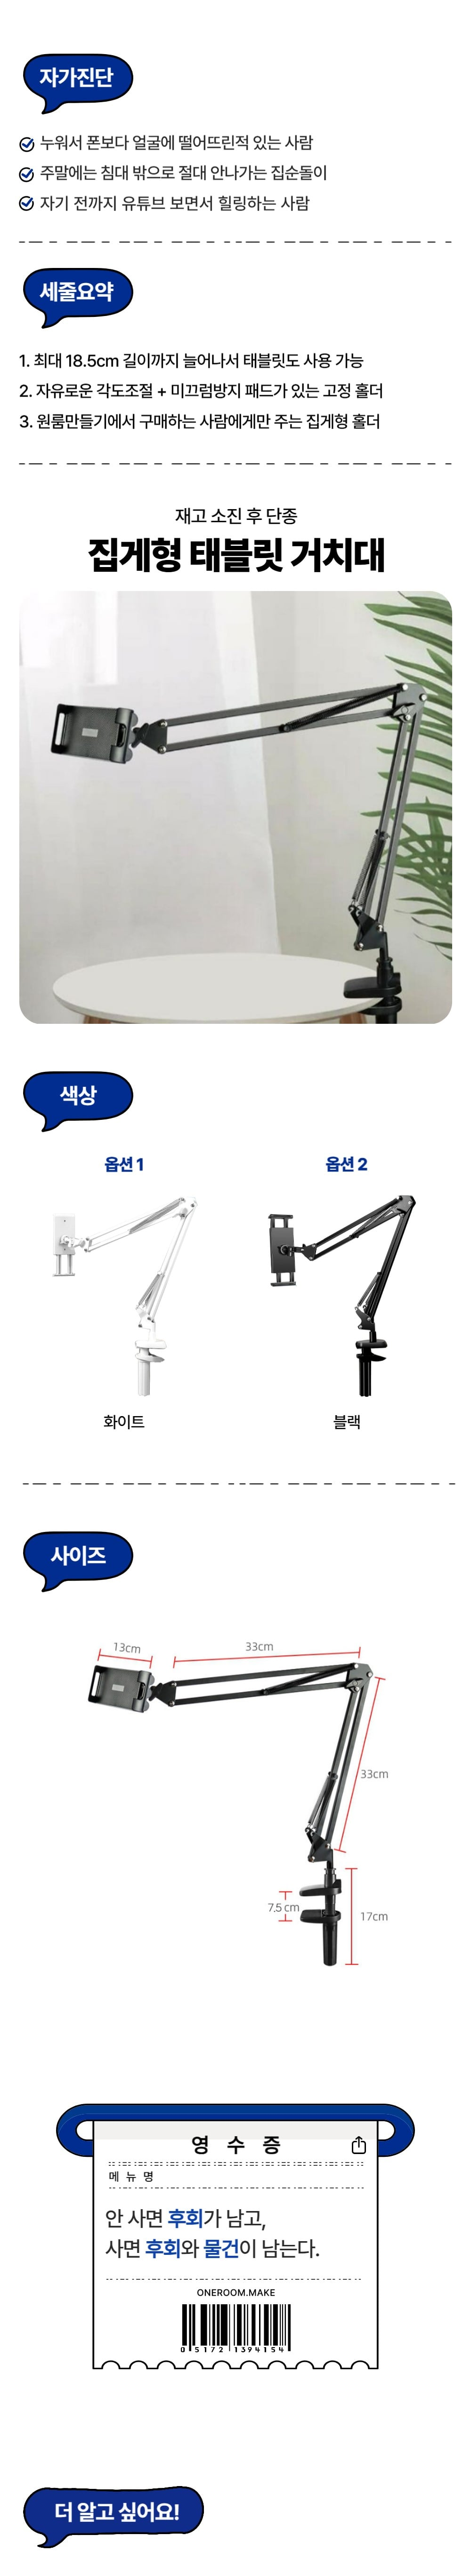 자가진단
누워서 폰보다 얼굴에 떨어뜨린적 있는 사람
주말에는 침대 밖으로 절대 안나가는 집순돌이
자기 전까지 유튜브 보면서 힐링하는 사람
세줄요약
1. 최대 18.5cm 길이까지 늘어나서 태블릿도 사용 가능
2. 자유로운 각도조절 + 미끄럼방지 패드가 있는 고정 홀더
3. 원룸만들기에서 구매하는 사람에게만 주는 집게형 홀더
재고 소진 후 단종
집게형 태블릿 거치대
색상
옵션 1
옵션 2
화이트
블랙
사이즈
13cm
33cm
33cm
7.5 cm
17cm
영 수 증
메 뉴 명
안 사면 후회가 남고,
사면 후회와 물건이 남는다.
ONEROOM.MAKE
0 5172 1394154
더 알고 싶어요!